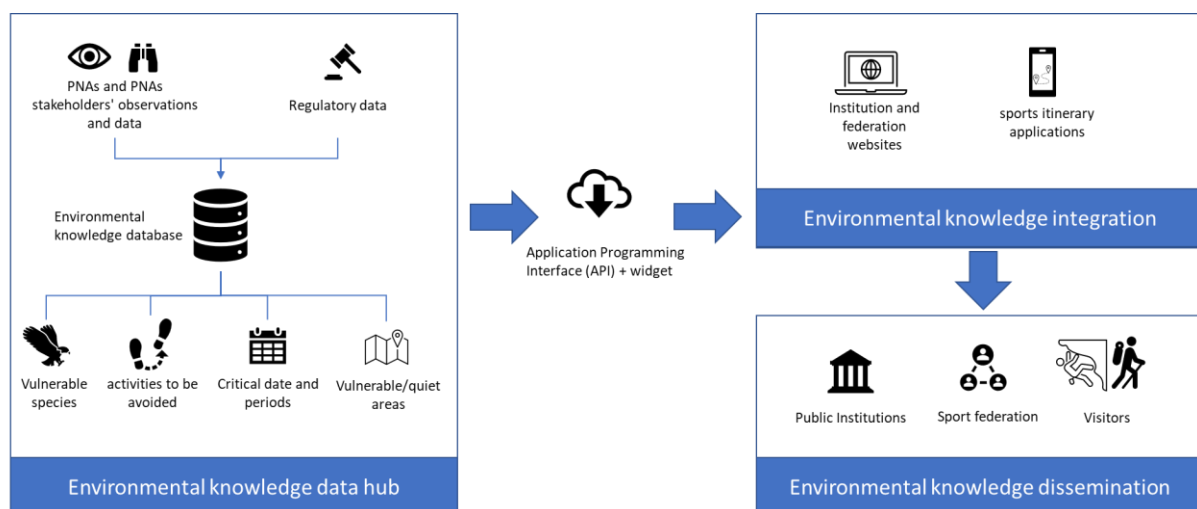 PNAs and PNAs
stakeholders' observations
and data
Regulatory data
Environmental
knowledge database
Vulnerable
species
activities to be
avoided
Critical date and
periods
Vulnerable/quiet
areas
Environmental knowledge data hub
Application Programming
Interface (API) + widget
Institution and
federation
websites
sports itinerary
applications
Environmental knowledge integration
Public Institutions
Sport federation
Visitors
Environmental knowledge dissemination